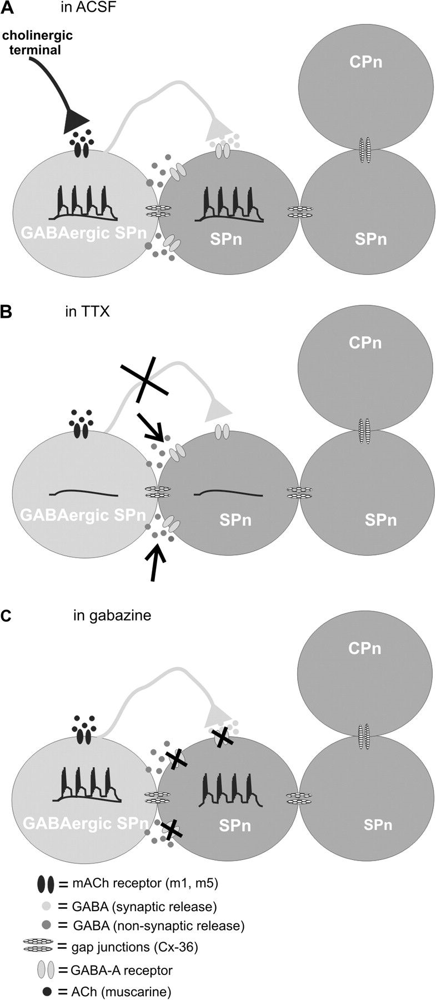 A in ACSF
cholinergic
terminal
CPn
GABAergic SPn
SPn
SPn
B in TTX
CPn
GABAergic SPn
SPn
SPn
C in gabazine
CPn
GABAergic SPn
SPn
SPn
= mACh receptor (m1, m5)
= GABA (synaptic release)
= GABA (non-synaptic release)
= gap junctions (Cx-36)
= GABA-A receptor
= ACh (muscarine)